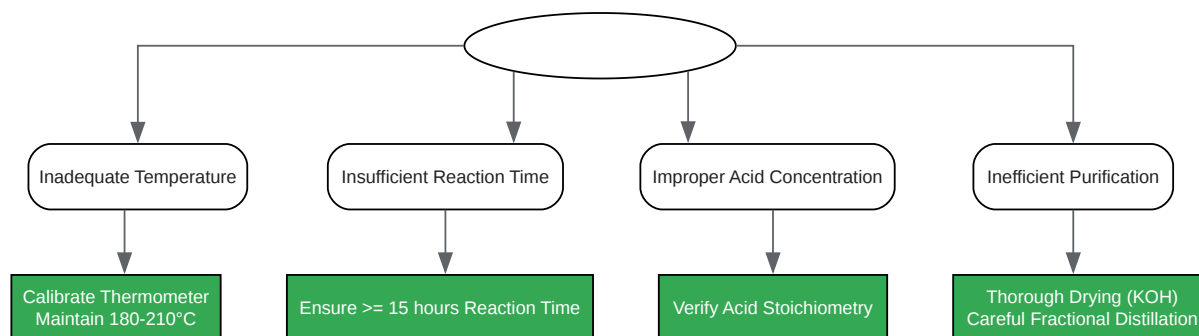 Inadequate Temperature
Insufficient Reaction Time
Improper Acid Concentration
Inefficient Purification
Calibrate Thermometer
Maintain 180-210°C
Ensure >= 15 hours Reaction Time
Verify Acid Stoichiometry
Thorough Drying (KOH)
Careful Fractional Distillation